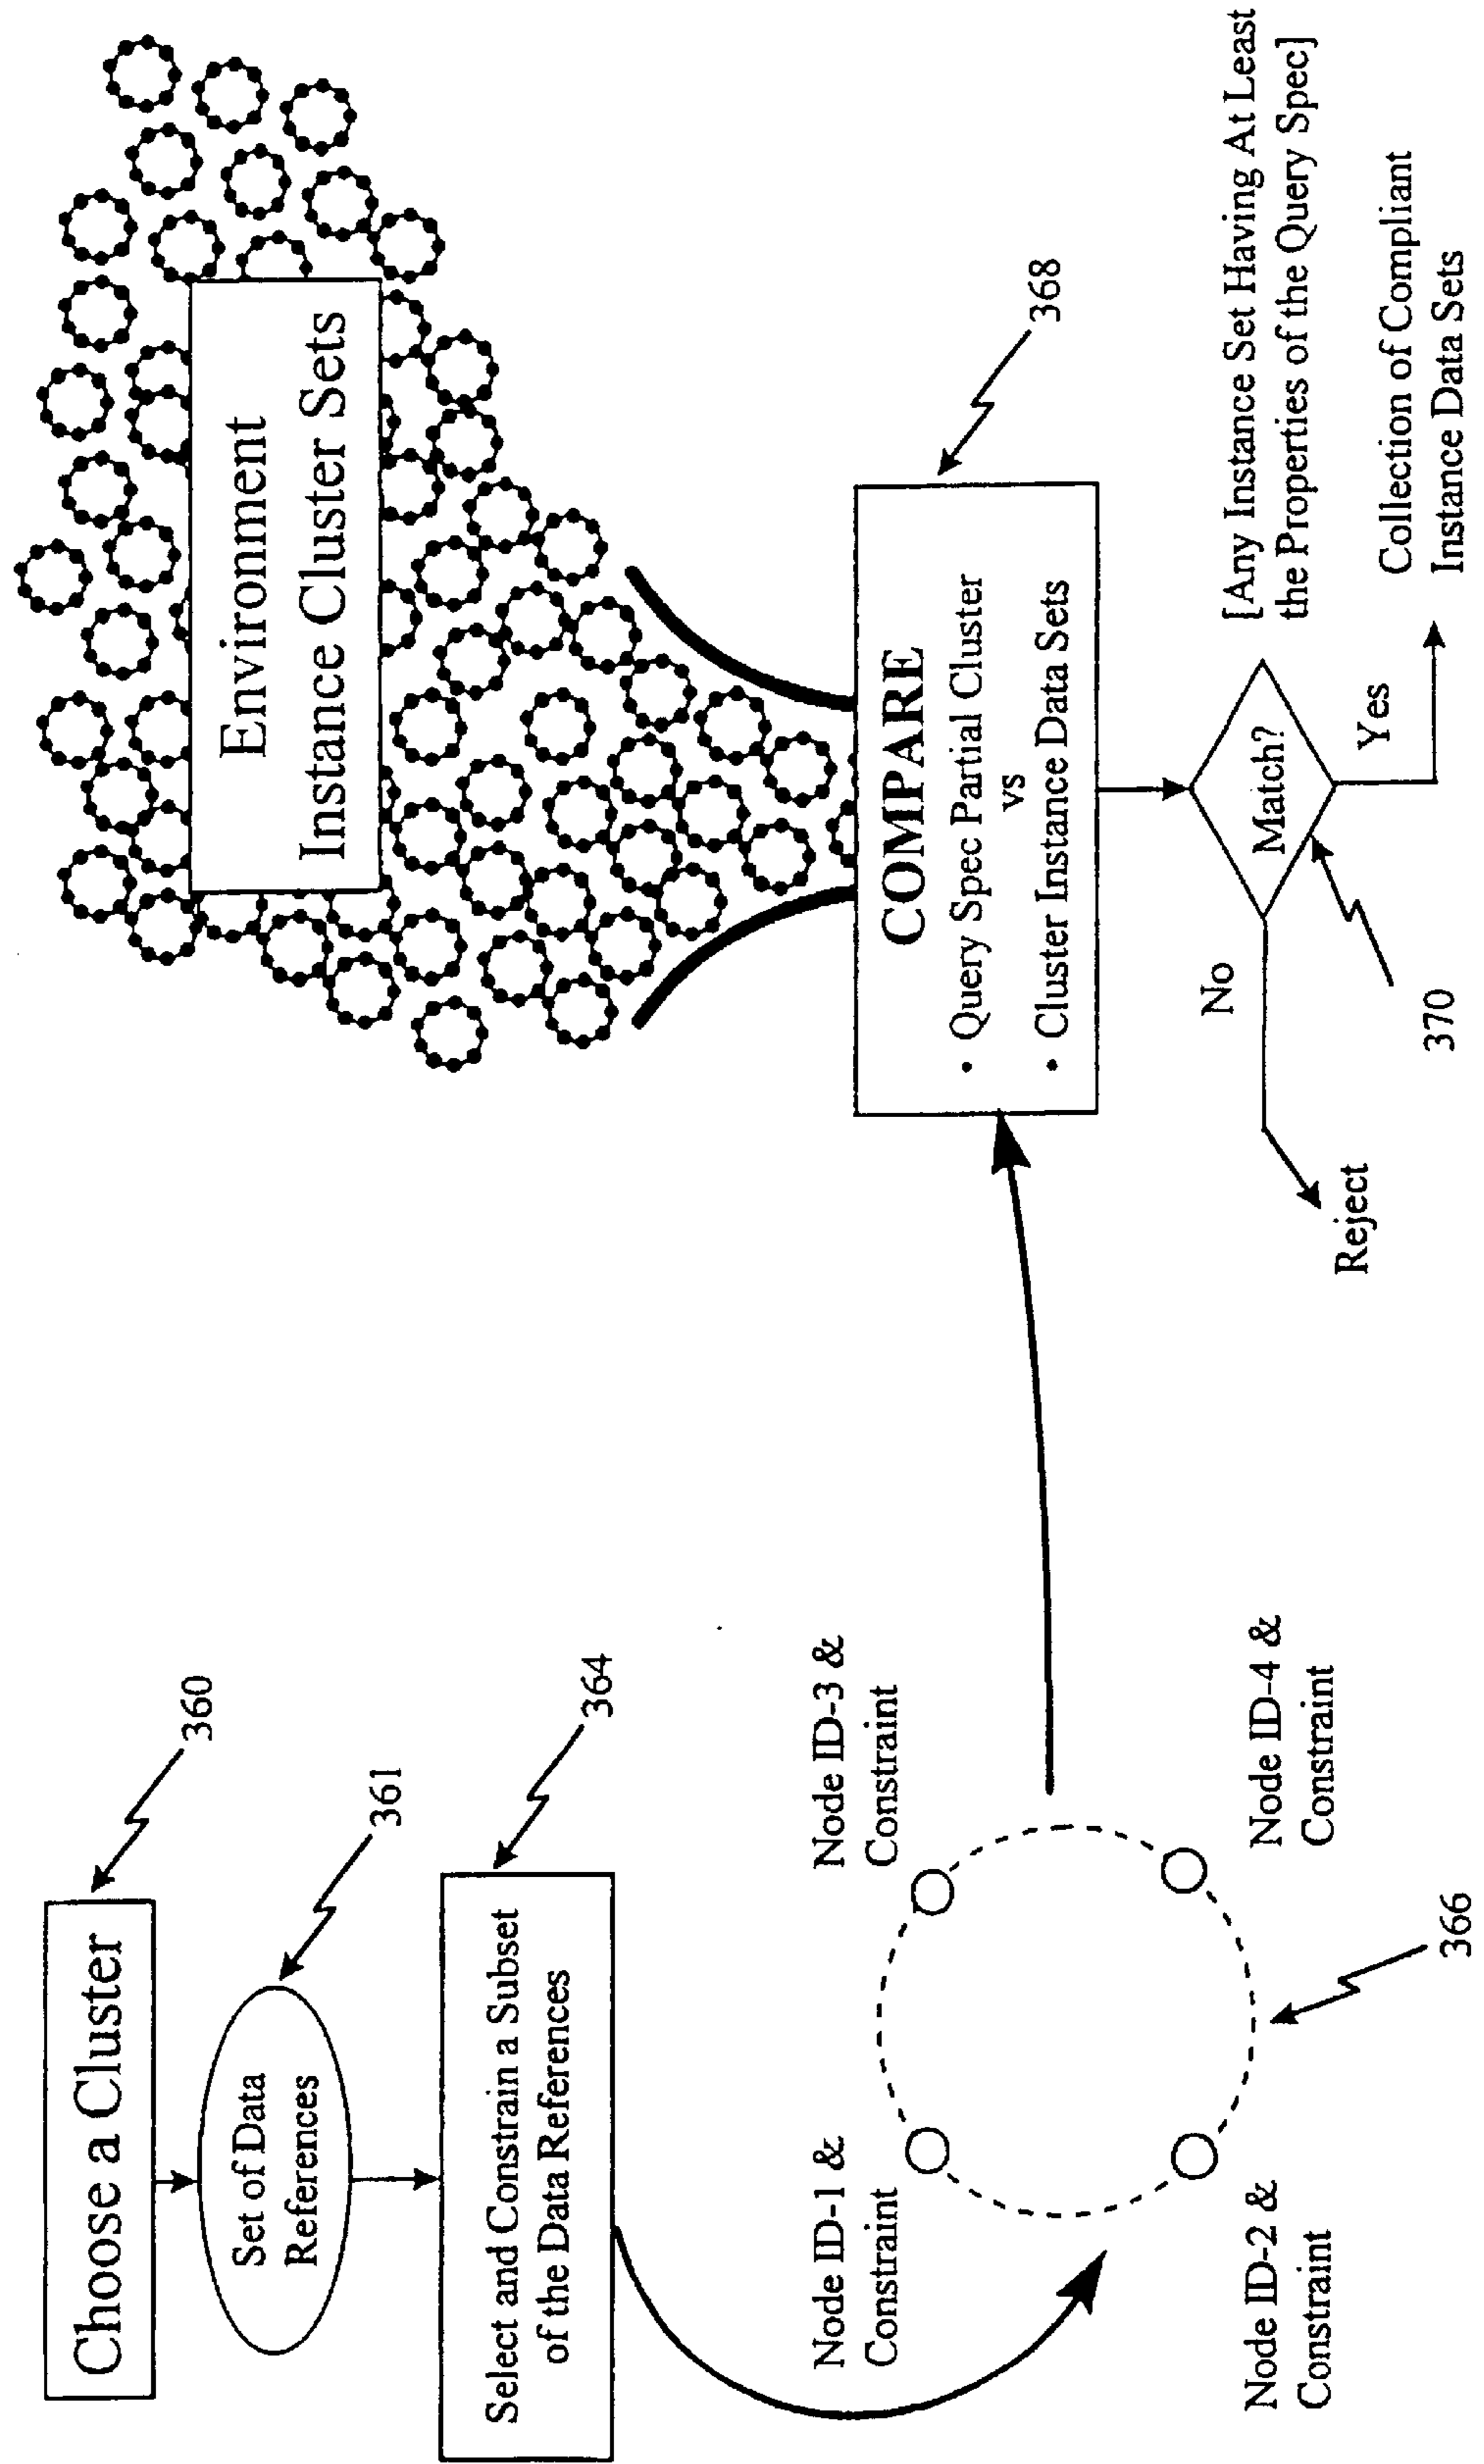 Choose a Cluster
360
Set of Data
References
361
Select and Constrain a Subset
of the Data References
364
Node ID-1 &
Constraint
Node ID-3 &
Constraint
Node ID-2 &
Constraint
Node ID-4 &
Constraint
366
Environment
Instance Cluster Sets
COMPARE
• Query Spec Partial Cluster
vs
• Cluster Instance Data Sets
368
Match?
No
Reject
370
Yes
[Any Instance Set Having At Least
the Properties of the Query Spec]
Collection of Compliant
Instance Data Sets